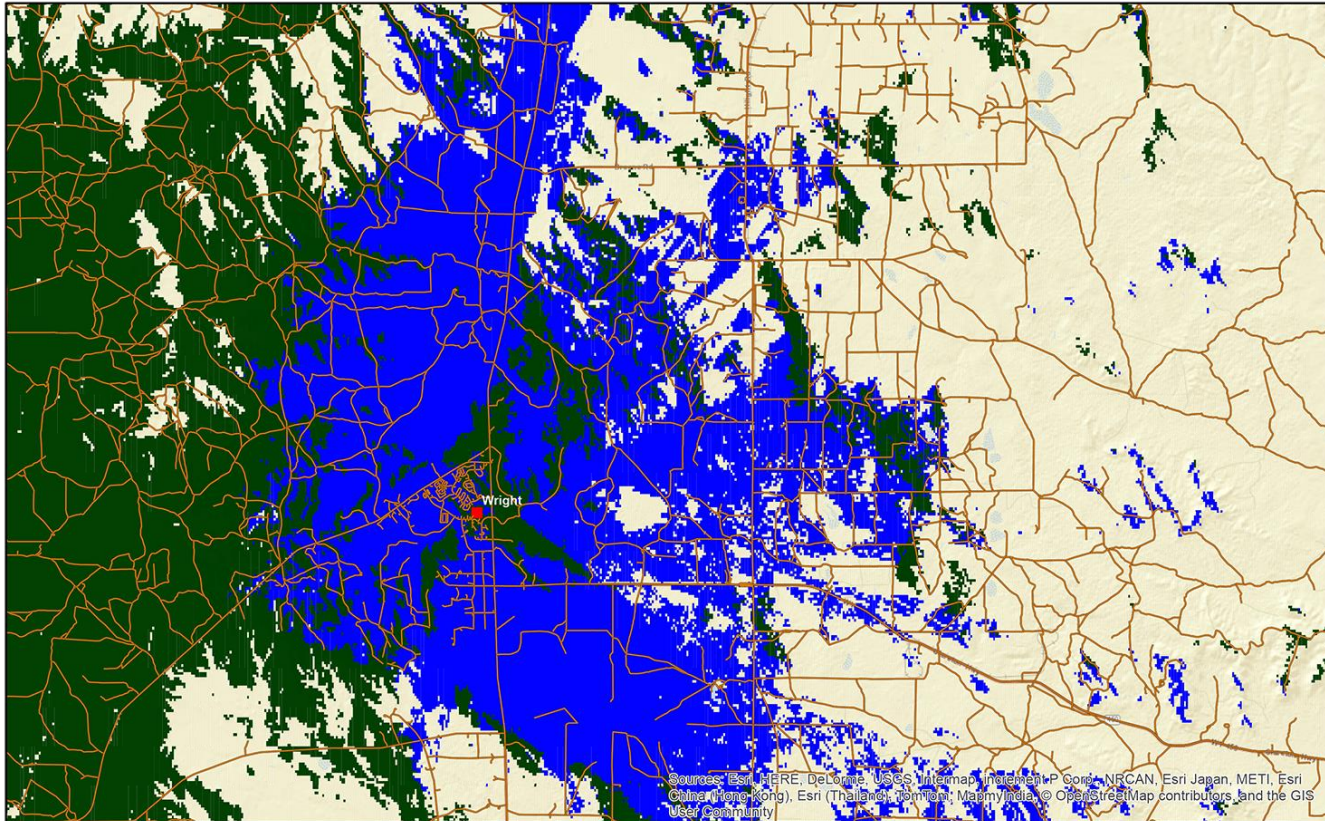 Wright
Sources: Esri, HERE, DeLorme, USGS, Intermap, increment P Corp., NRCAN, Esri Japan, METI, Esri
China (Hong Kong), Esri (Thailand), TomTom, MapmyIndia, © OpenStreetMap contributors, and the GIS
User Community